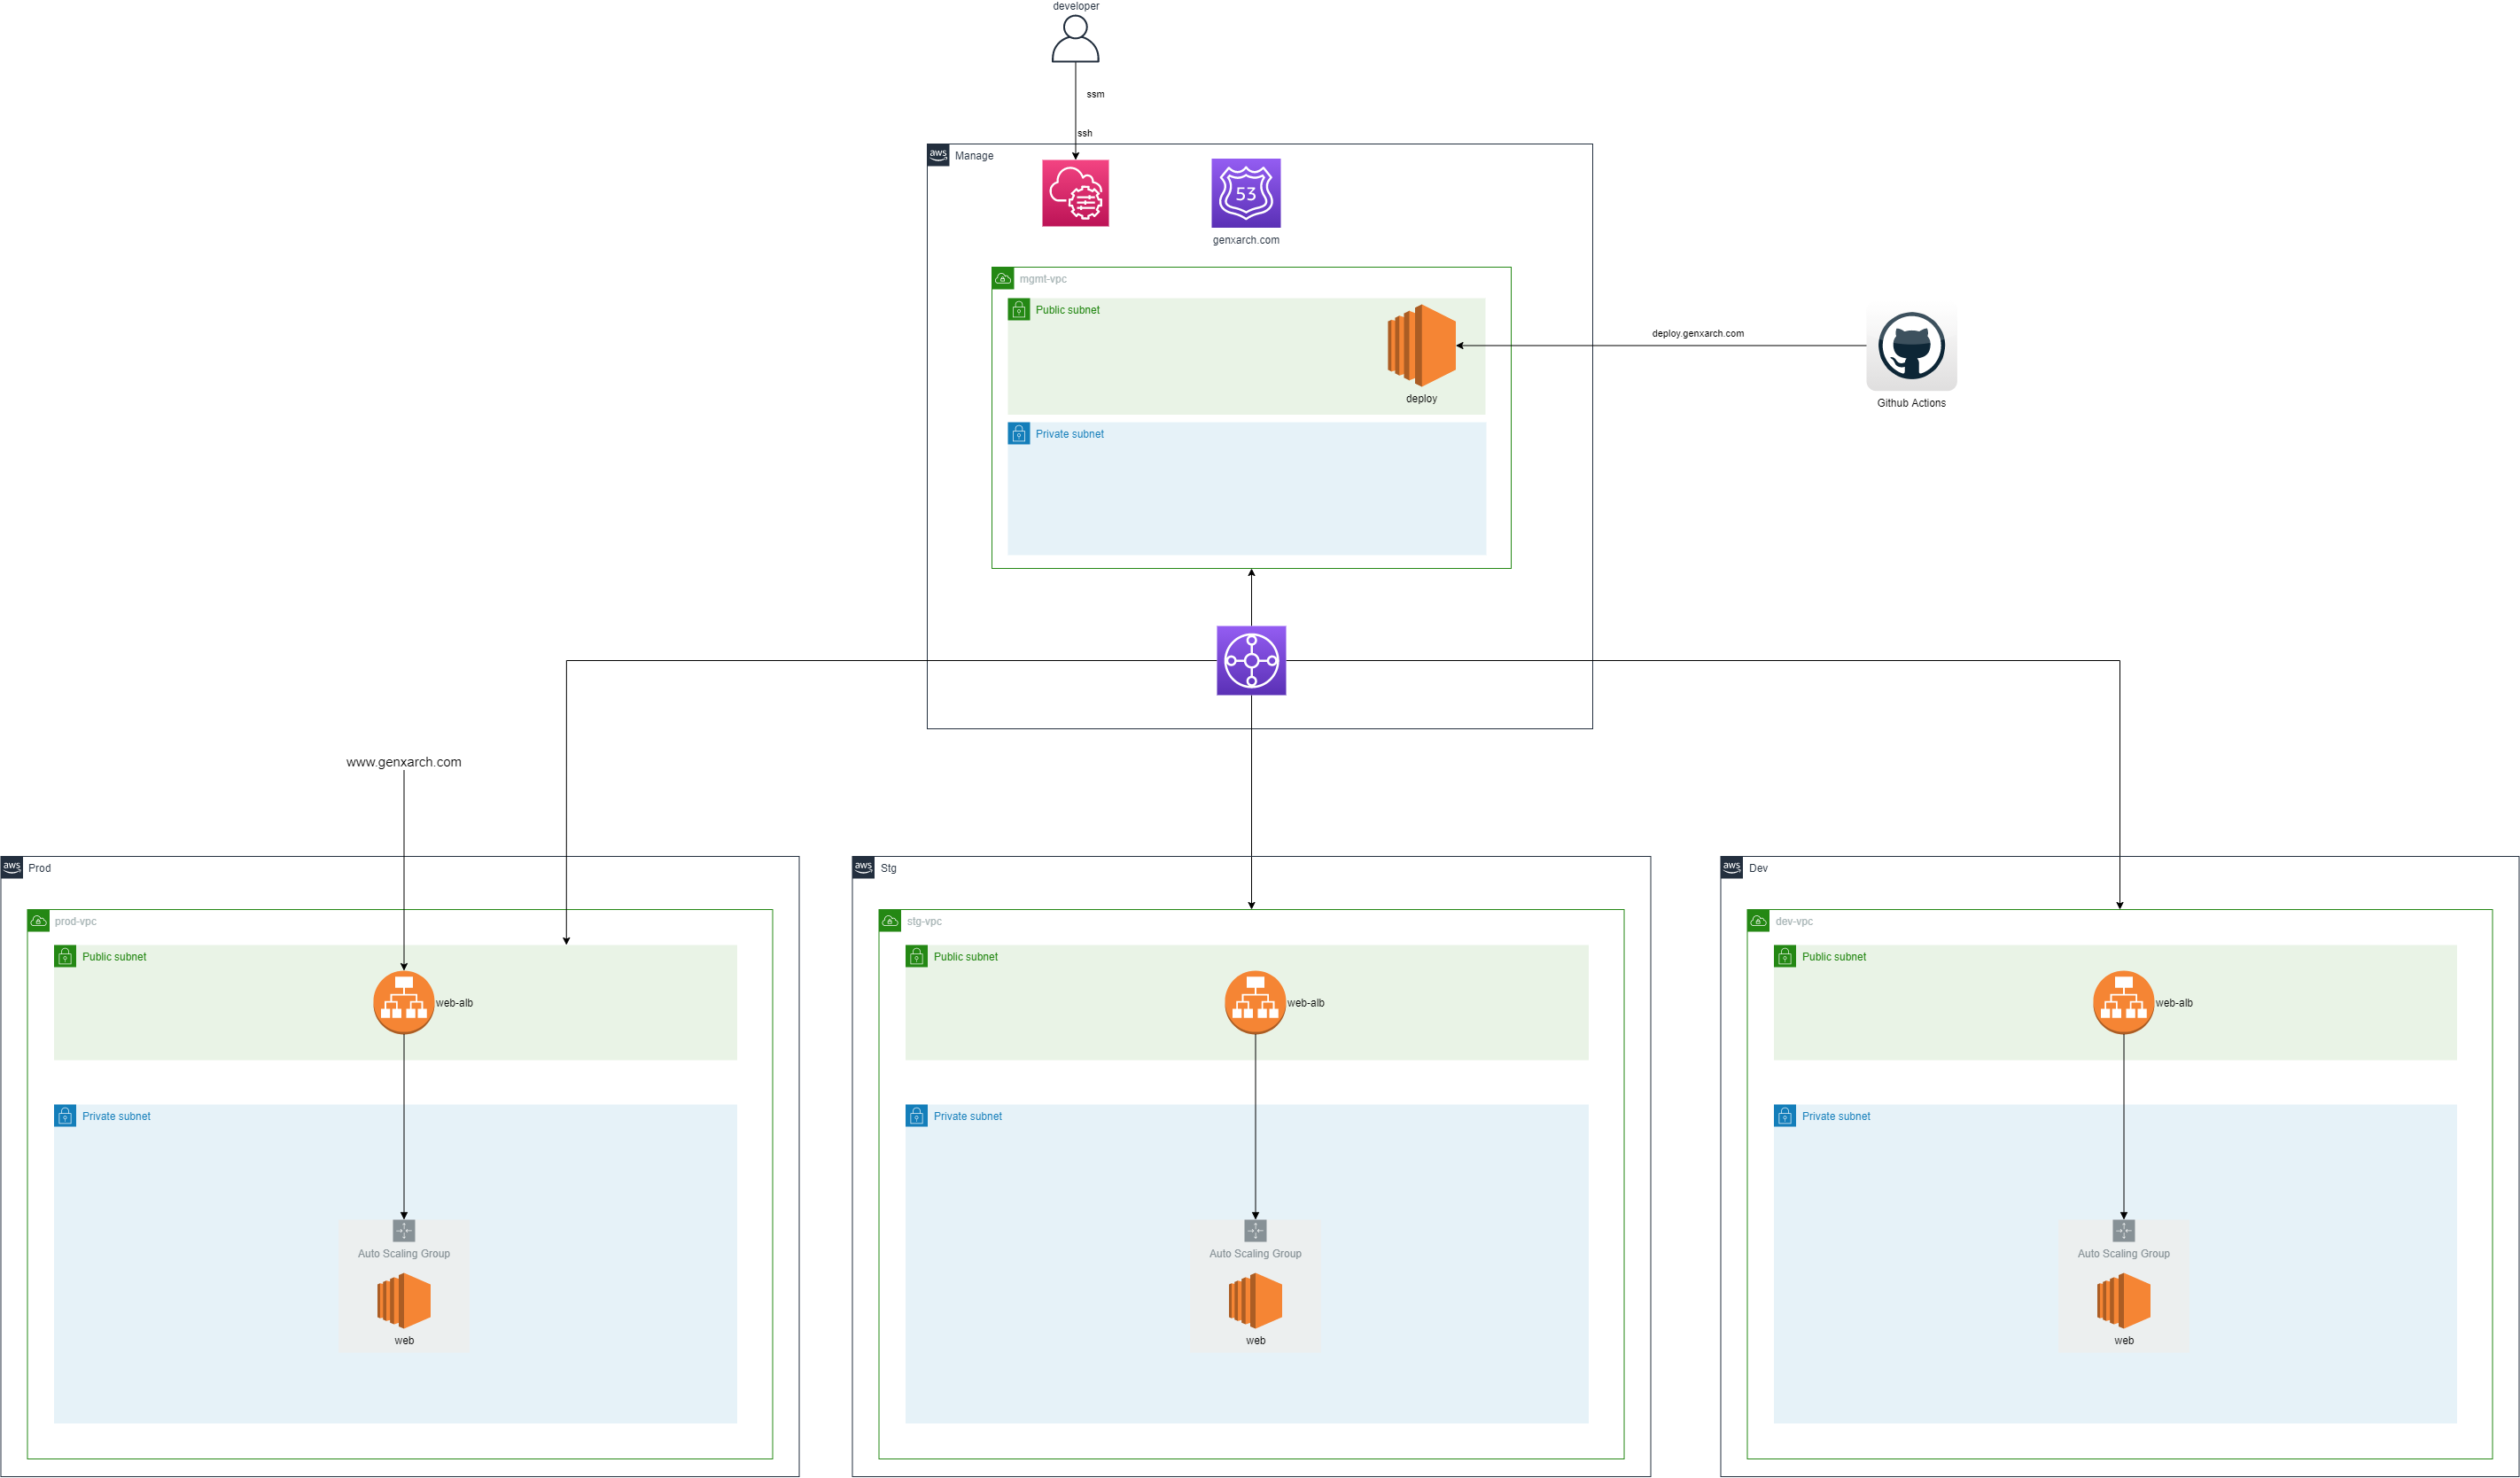 developer
ssm
ssh
aws
Manage
53
genxarch.com
mgmt-vpc
Public subnet
deploy
deploy.genxarch.com
Github Actions
Private subnet
www.genxarch.com
aws
Prod
prod-vpc
Public subnet
web-alb
Private subnet
Auto Scaling Group
web
aws
Stg
stg-vpc
Public subnet
web-alb
Private subnet
Auto Scaling Group
web
aws
Dev
dev-vpc
Public subnet
web-alb
Private subnet
Auto Scaling Group
web